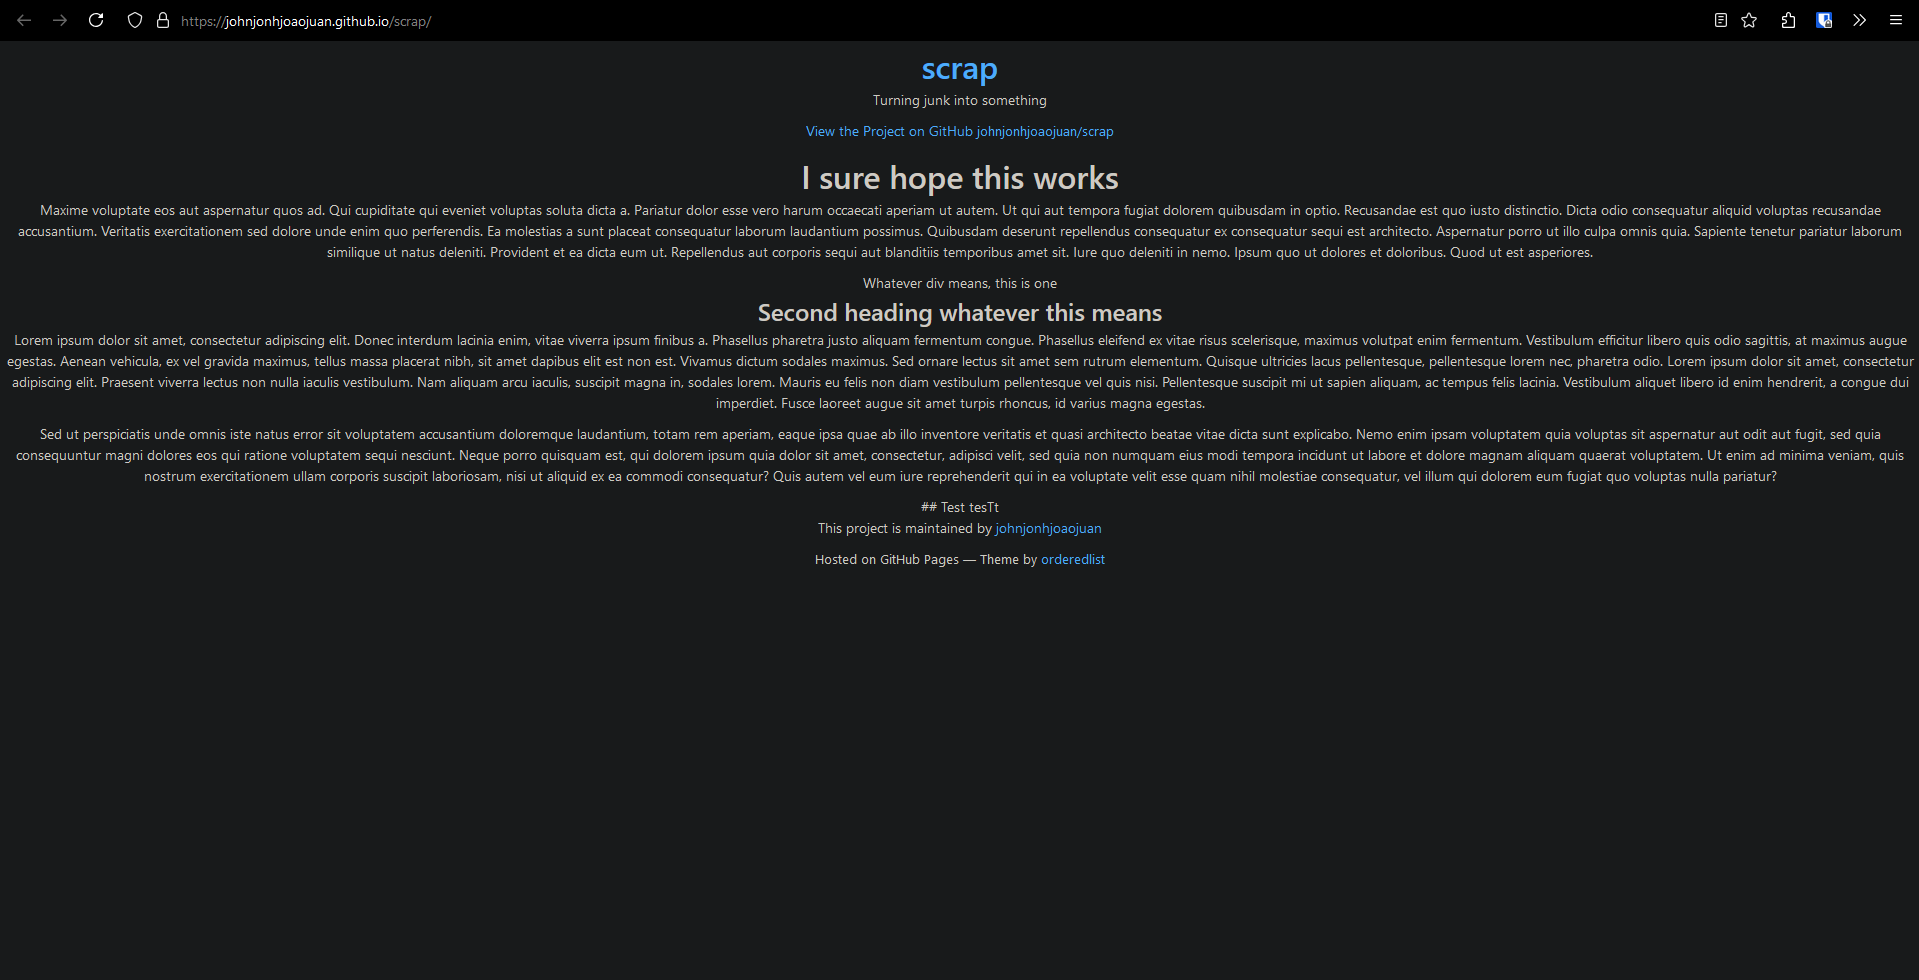 https://johnjonhjoaojuan.github.io/scrap/
scrap
Turning junk into something
View the Project on GitHub johnjonhjoaojuan/scrap
I sure hope this works
Maxime voluptate eos aut aspernatur quos ad. Qui cupiditate qui eveniet voluptas soluta dicta a. Pariatur dolor esse vero harum occaecati aperiam ut autem. Ut qui aut tempora fugiat dolorem quibusdam in optio. Recusandae est quo iusto distinctio. Dicta odio consequatur aliquid voluptas recusandae
accusantium. Veritatis exercitationem sed dolore unde enim quo perferendis. Ea molestias a sunt placeat consequatur laborum laudantium possimus. Quibusdam deserunt repellendus consequatur ex consequatur sequi est architecto. Aspernatur porro ut illo culpa omnis quia. Sapiente tenetur pariatur laborum
similique ut natus deleniti. Provident et ea dicta eum ut. Repellendus aut corporis sequi aut blanditiis temporibus amet sit. Iure quo deleniti in nemo. Ipsum quo ut dolores et doloribus. Quod ut est asperiores.
Whatever div means, this is one
Second heading whatever this means
Lorem ipsum dolor sit amet, consectetur adipiscing elit. Donec interdum lacinia enim, vitae viverra ipsum finibus a. Phasellus pharetra justo aliquam fermentum congue. Phasellus eleifend ex vitae risus scelerisque, maximus volutpat enim fermentum. Vestibulum efficitur libero quis odio sagittis, at maximus augue
egestas. Aenean vehicula, ex vel gravida maximus, tellus massa placerat nibh, sit amet dapibus elit est non est. Vivamus dictum sodales maximus. Sed ornare lectus sit amet sem rutrum elementum. Quisque ultricies lacus pellentesque, pellentesque lorem nec, pharetra odio. Lorem ipsum dolor sit amet, consectetur
adipiscing elit. Praesent viverra lectus non nulla iaculis vestibulum. Nam aliquam arcu iaculis, suscipit magna in, sodales lorem. Mauris eu felis non diam vestibulum pellentesque vel quis nisi. Pellentesque suscipit mi ut sapien aliquam, ac tempus felis lacinia. Vestibulum aliquet libero id enim hendrerit, a congue dui
imperdiet. Fusce laoreet augue sit amet turpis rhoncus, id varius magna egestas.
Sed ut perspiciatis unde omnis iste natus error sit voluptatem accusantium doloremque laudantium, totam rem aperiam, eaque ipsa quae ab illo inventore veritatis et quasi architecto beatae vitae dicta sunt explicabo. Nemo enim ipsam voluptatem quia voluptas sit aspernatur aut odit aut fugit, sed quia
consequuntur magni dolores eos qui ratione voluptatem sequi nesciunt. Neque porro quisquam est, qui dolorem ipsum quia dolor sit amet, consectetur, adipisci velit, sed quia non numquam eius modi tempora incidunt ut labore et dolore magnam aliquam quaerat voluptatem. Ut enim ad minima veniam, quis
nostrum exercitationem ullam corporis suscipit laboriosam, nisi ut aliquid ex ea commodi consequatur? Quis autem vel eum iure reprehenderit qui in ea voluptate velit esse quam nihil molestiae consequatur, vel illum qui dolorem eum fugiat quo voluptas nulla pariatur?
## Test tesTt
This project is maintained by johnjonhjoaojuan
Hosted on GitHub Pages — Theme by orderedlist